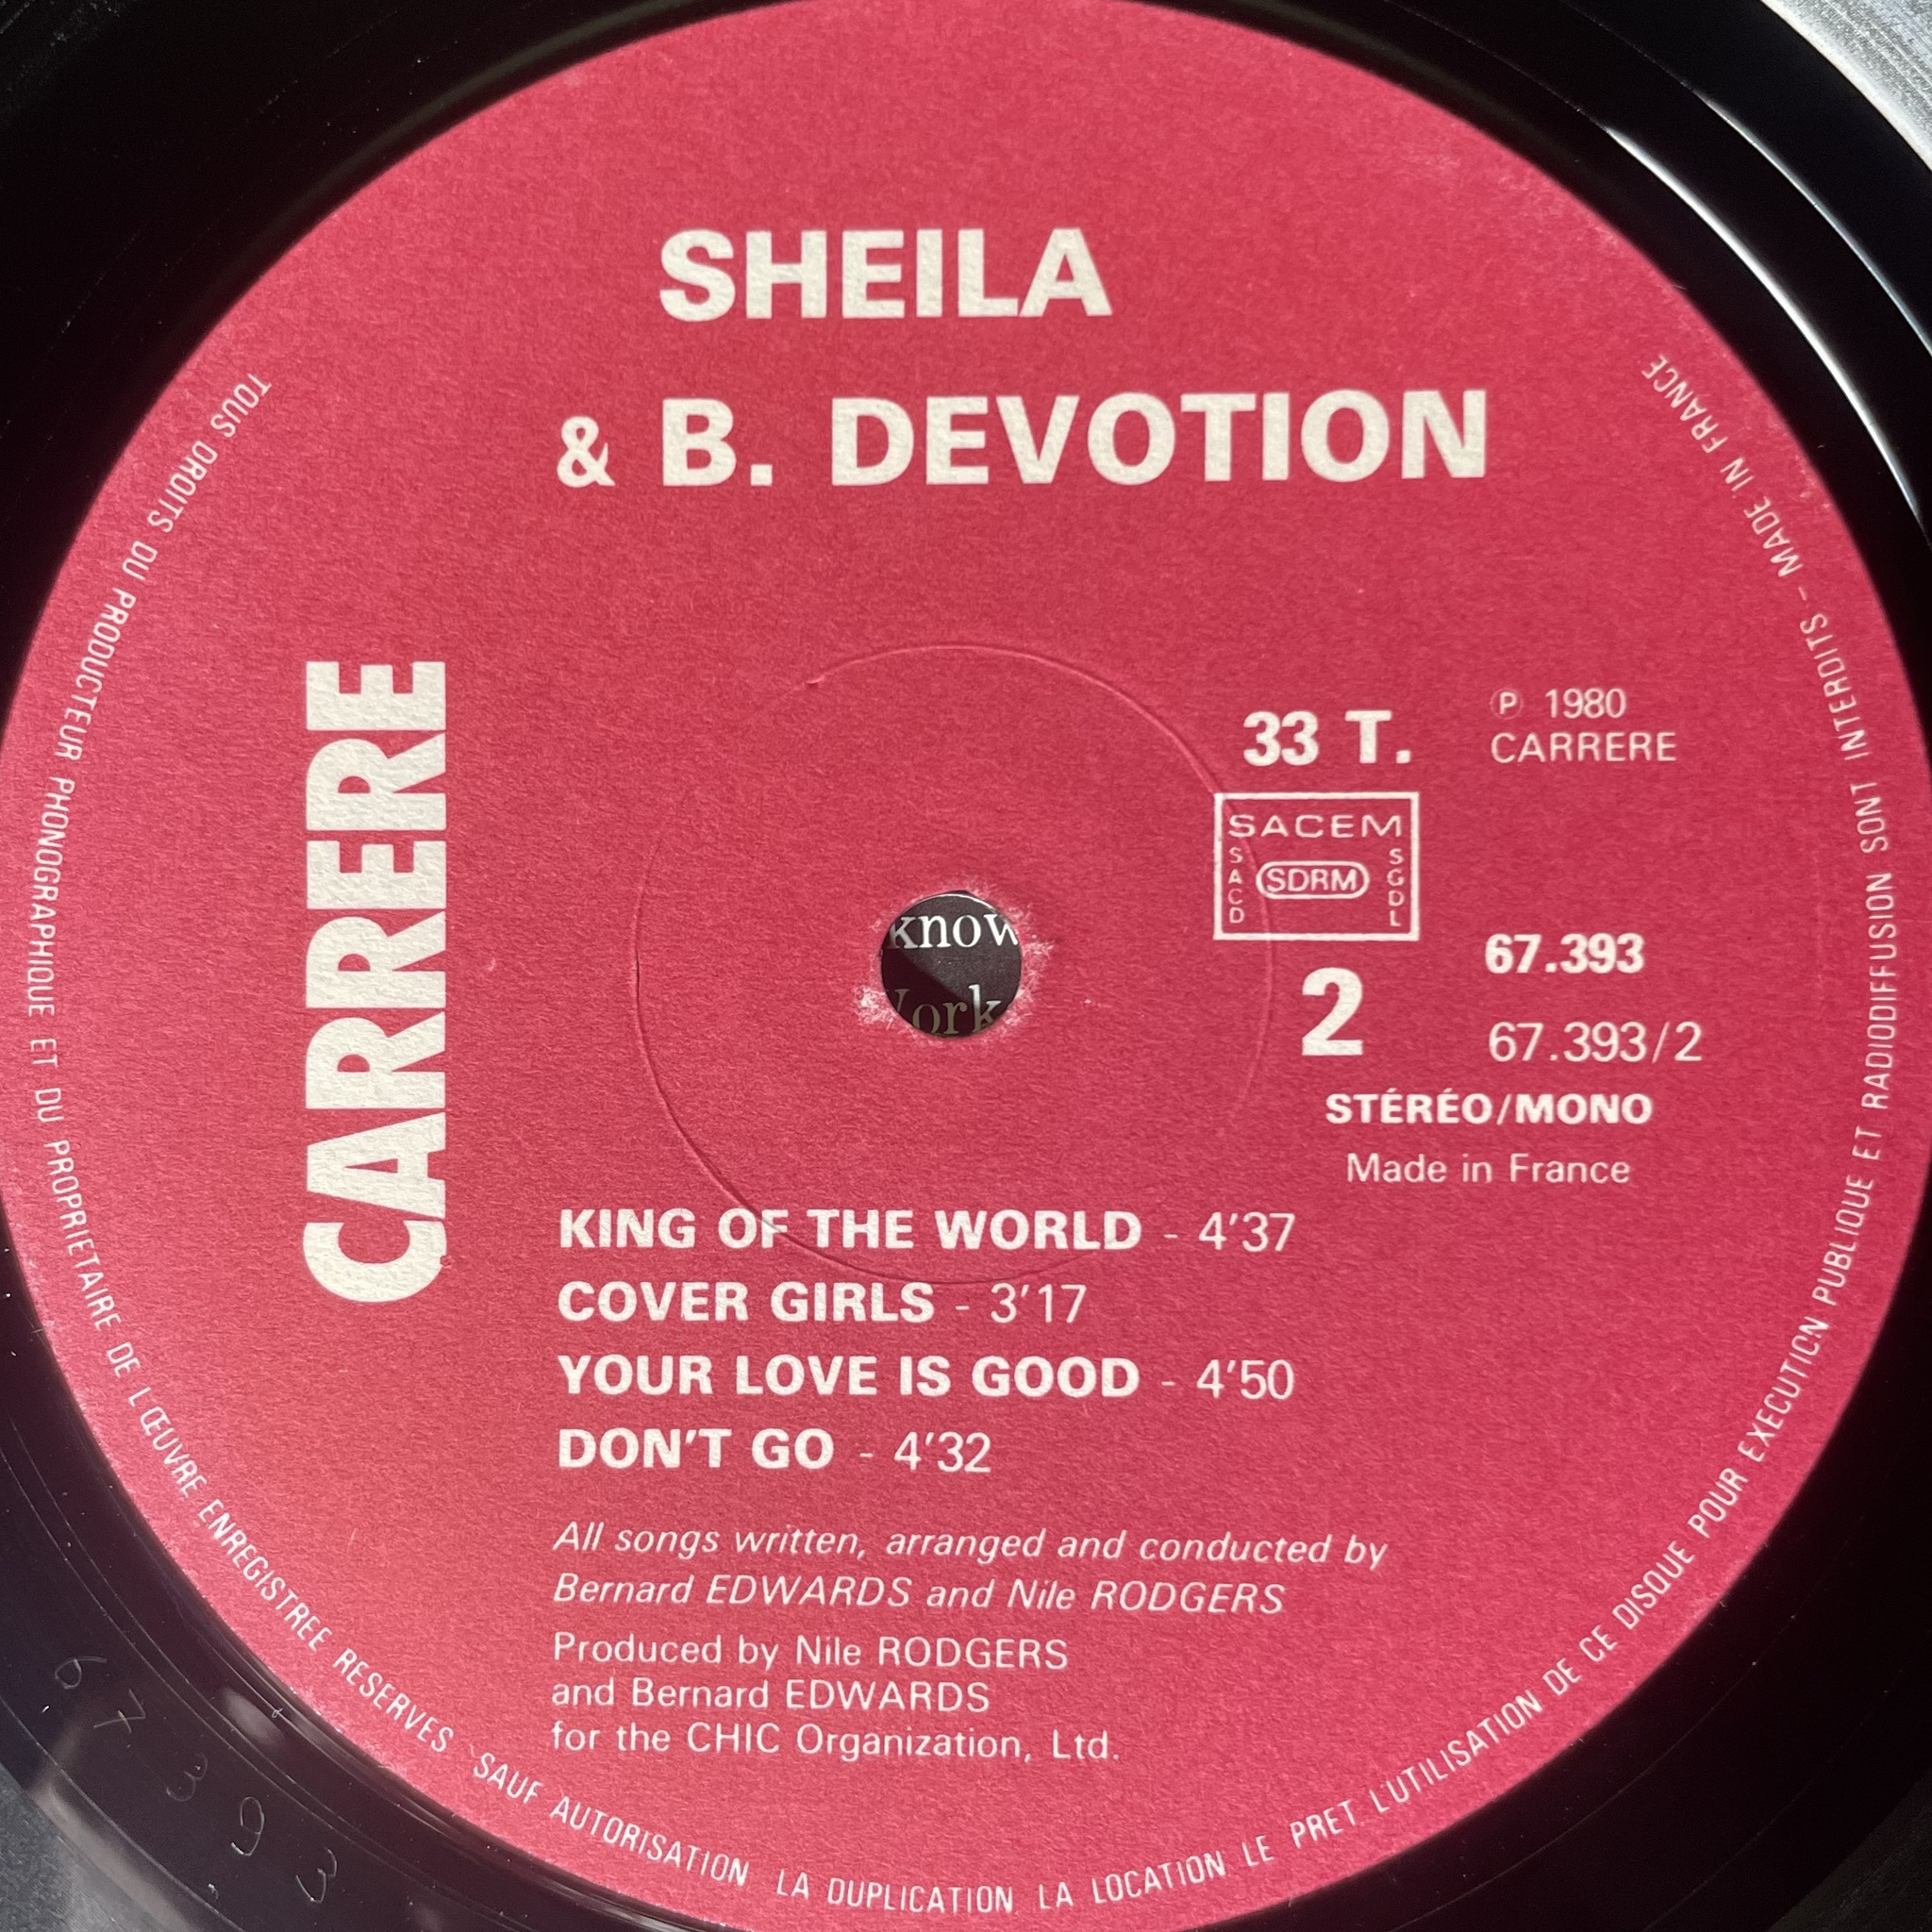 SHEILA
& B. DEVOTION
CARRERE
33 T.
Ⓟ 1980
CARRERE
SACEM
SACD
SDRM
SGDL
2
67.393
67.393/2
STÉRÉO/MONO
Made in France
KING OF THE WORLD - 4'37
COVER GIRLS - 3'17
YOUR LOVE IS GOOD - 4'50
DON'T GO - 4'32
All songs written, arranged and conducted by
Bernard EDWARDS and Nile RODGERS
Produced by Nile RODGERS
and Bernard EDWARDS
for the CHIC Organization, Ltd.
TOUS DROITS DU PRODUCTEUR PHONOGRAPHIQUE ET DU PROPRIETAIRE DE L'ŒUVRE ENREGISTREE RESERVES SAUF AUTORISATION LA DUPLICATION LA LOCATION LE PRET L'UTILISATION DE CE DISQUE POUR EXECUTION PUBLIQUE ET RADIODIFFUSION SONT INTERDITS - MADE IN FRANCE
know
67393